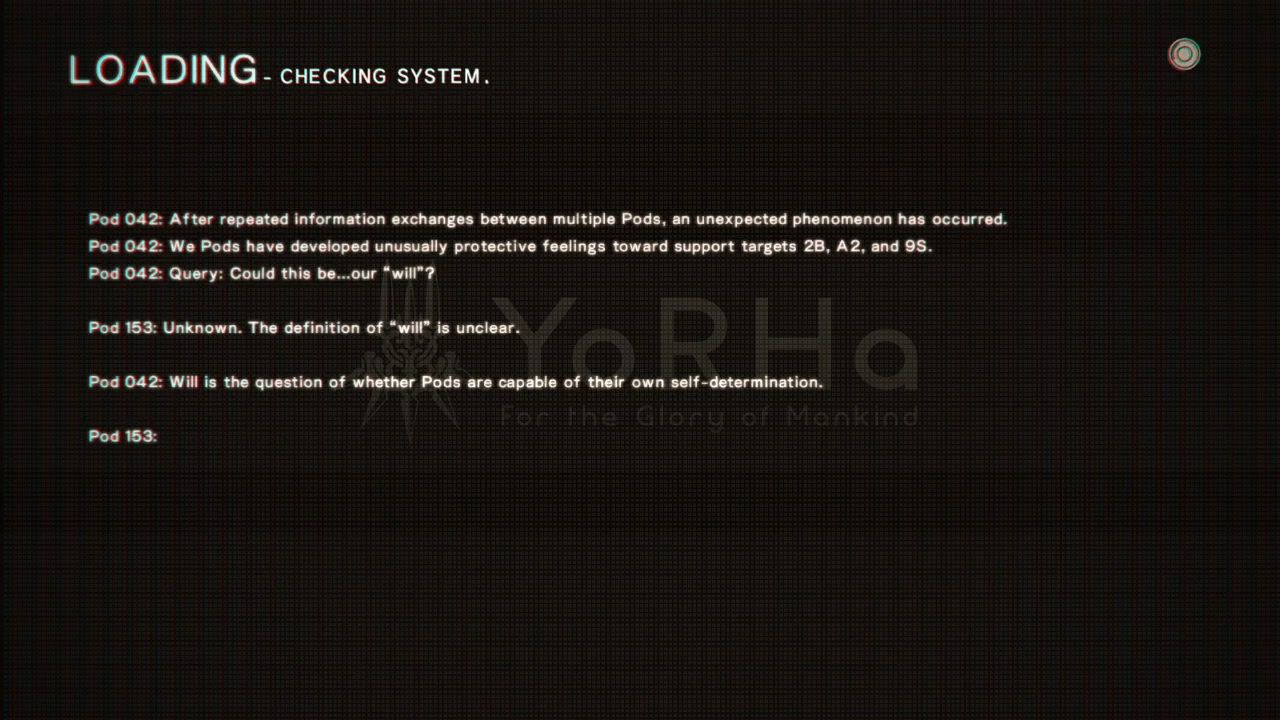 LOADING - CHECKING SYSTEM.
Pod 042: After repeated information exchanges between multiple Pods, an unexpected phenomenon has occurred.
Pod 042: We Pods have developed unusually protective feelings toward support targets 2B, A2, and 9S.
Pod 042: Query: Could this be...our “will”?
Pod 153: Unknown. The definition of “will” is unclear.
YoRHa
Pod 042: Will is the question of whether Pods are capable of their own self-determination.
For the Glory of Mankind
Pod 153: